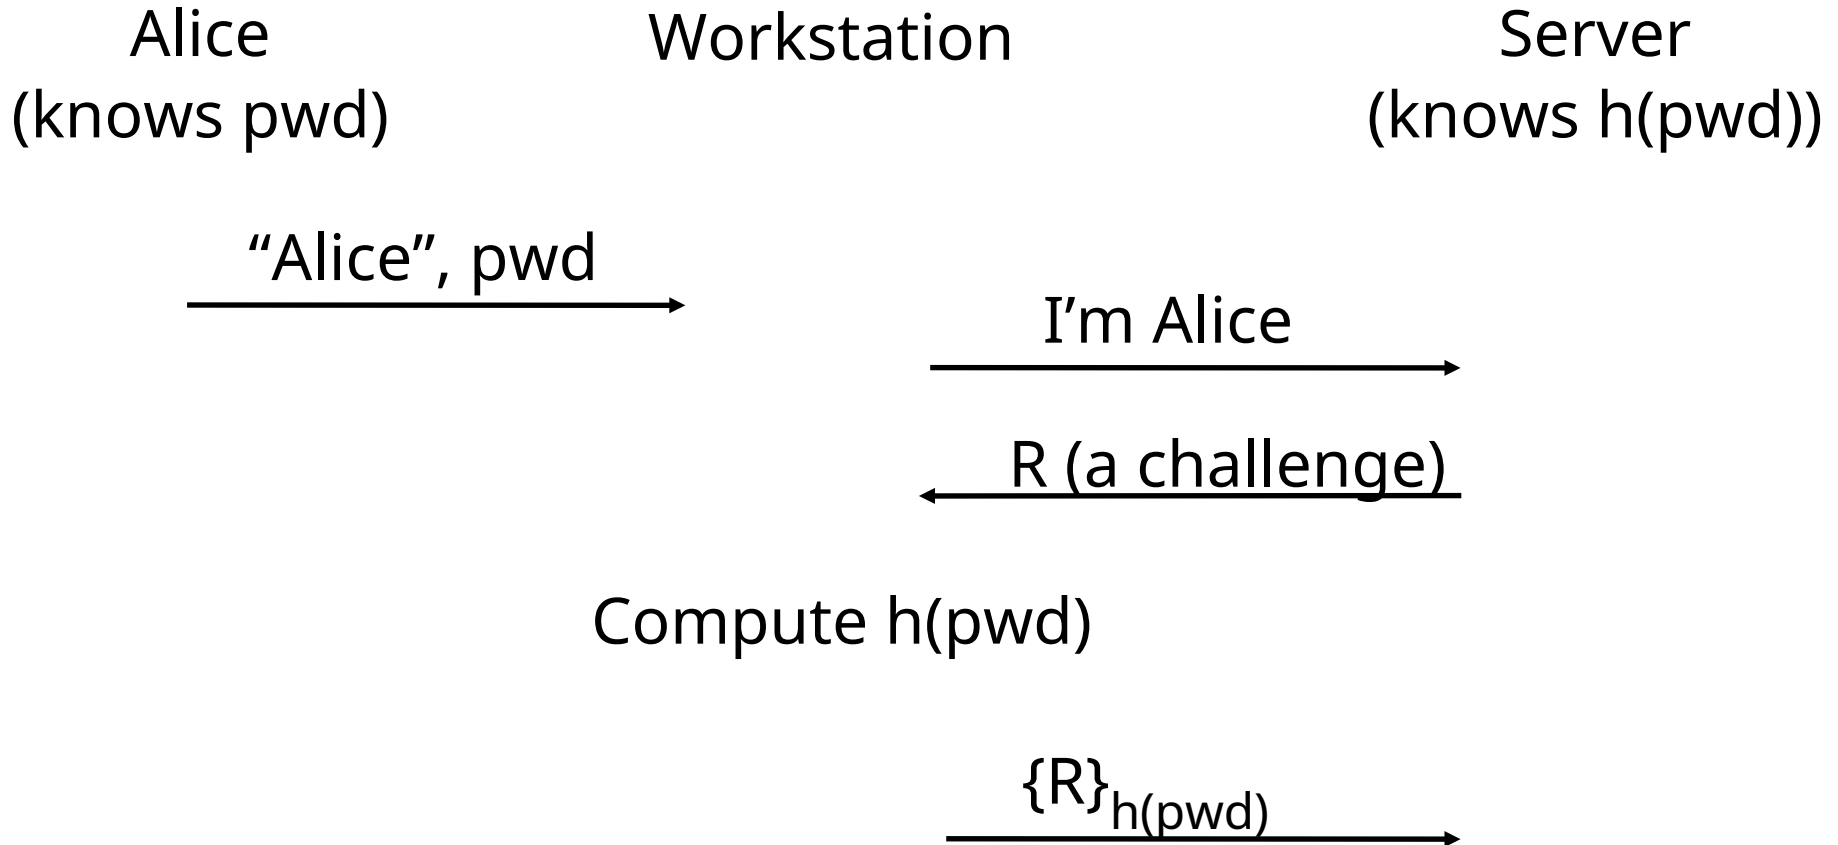 Alice
(knows pwd)
Workstation
Server
(knows h(pwd))
“Alice”, pwd
I’m Alice
R (a challenge)
Compute h(pwd)
{R}h(pwd)